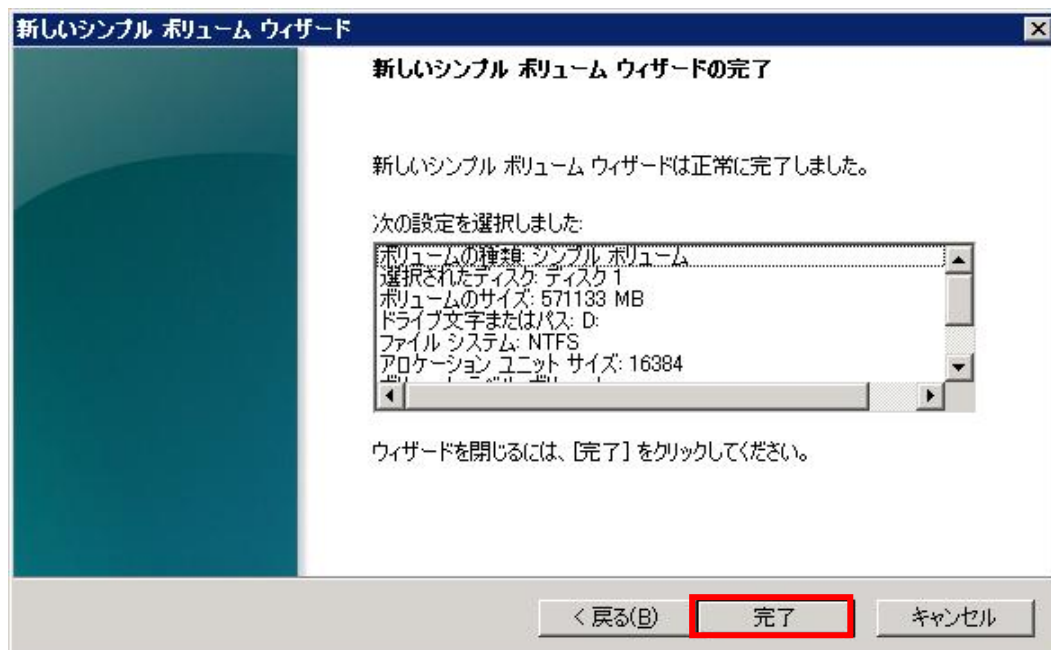 新しいシンプル ボリューム ウィザード
新しいシンプル ボリューム ウィザードの完了
新しいシンプル ボリューム ウィザードは正常に完了しました。
次の設定を選択しました:
ボリュームの種類: シンプル ボリューム
選択されたディスク: ディスク 1
ボリュームのサイズ: 571133 MB
ドライブ文字またはパス: D:
ファイル システム: NTFS
アロケーション ユニット サイズ: 16384
ウィザードを閉じるには、[完了] をクリックしてください。
< 戻る(B)
完了
キャンセル